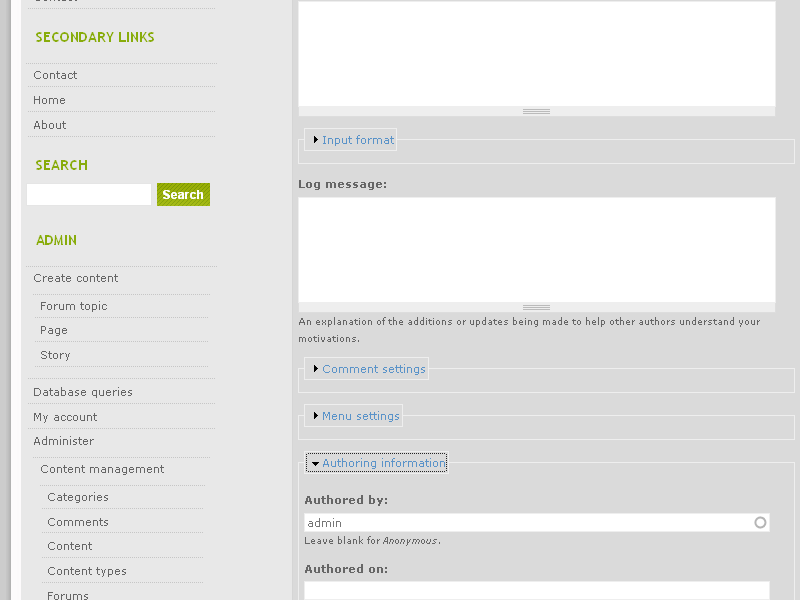 SECONDARY LINKS
Contact
Home
About
SEARCH
Search
ADMIN
Create content
Forum topic
Page
Story
Database queries
My account
Administer
Content management
Categories
Comments
Content
Content types
Forums
Input format
Log message:
An explanation of the additions or updates being made to help other authors understand your
motivations.
Comment settings
Menu settings
Authoring information
Authored by:
admin
Leave blank for Anonymous.
Authored on: